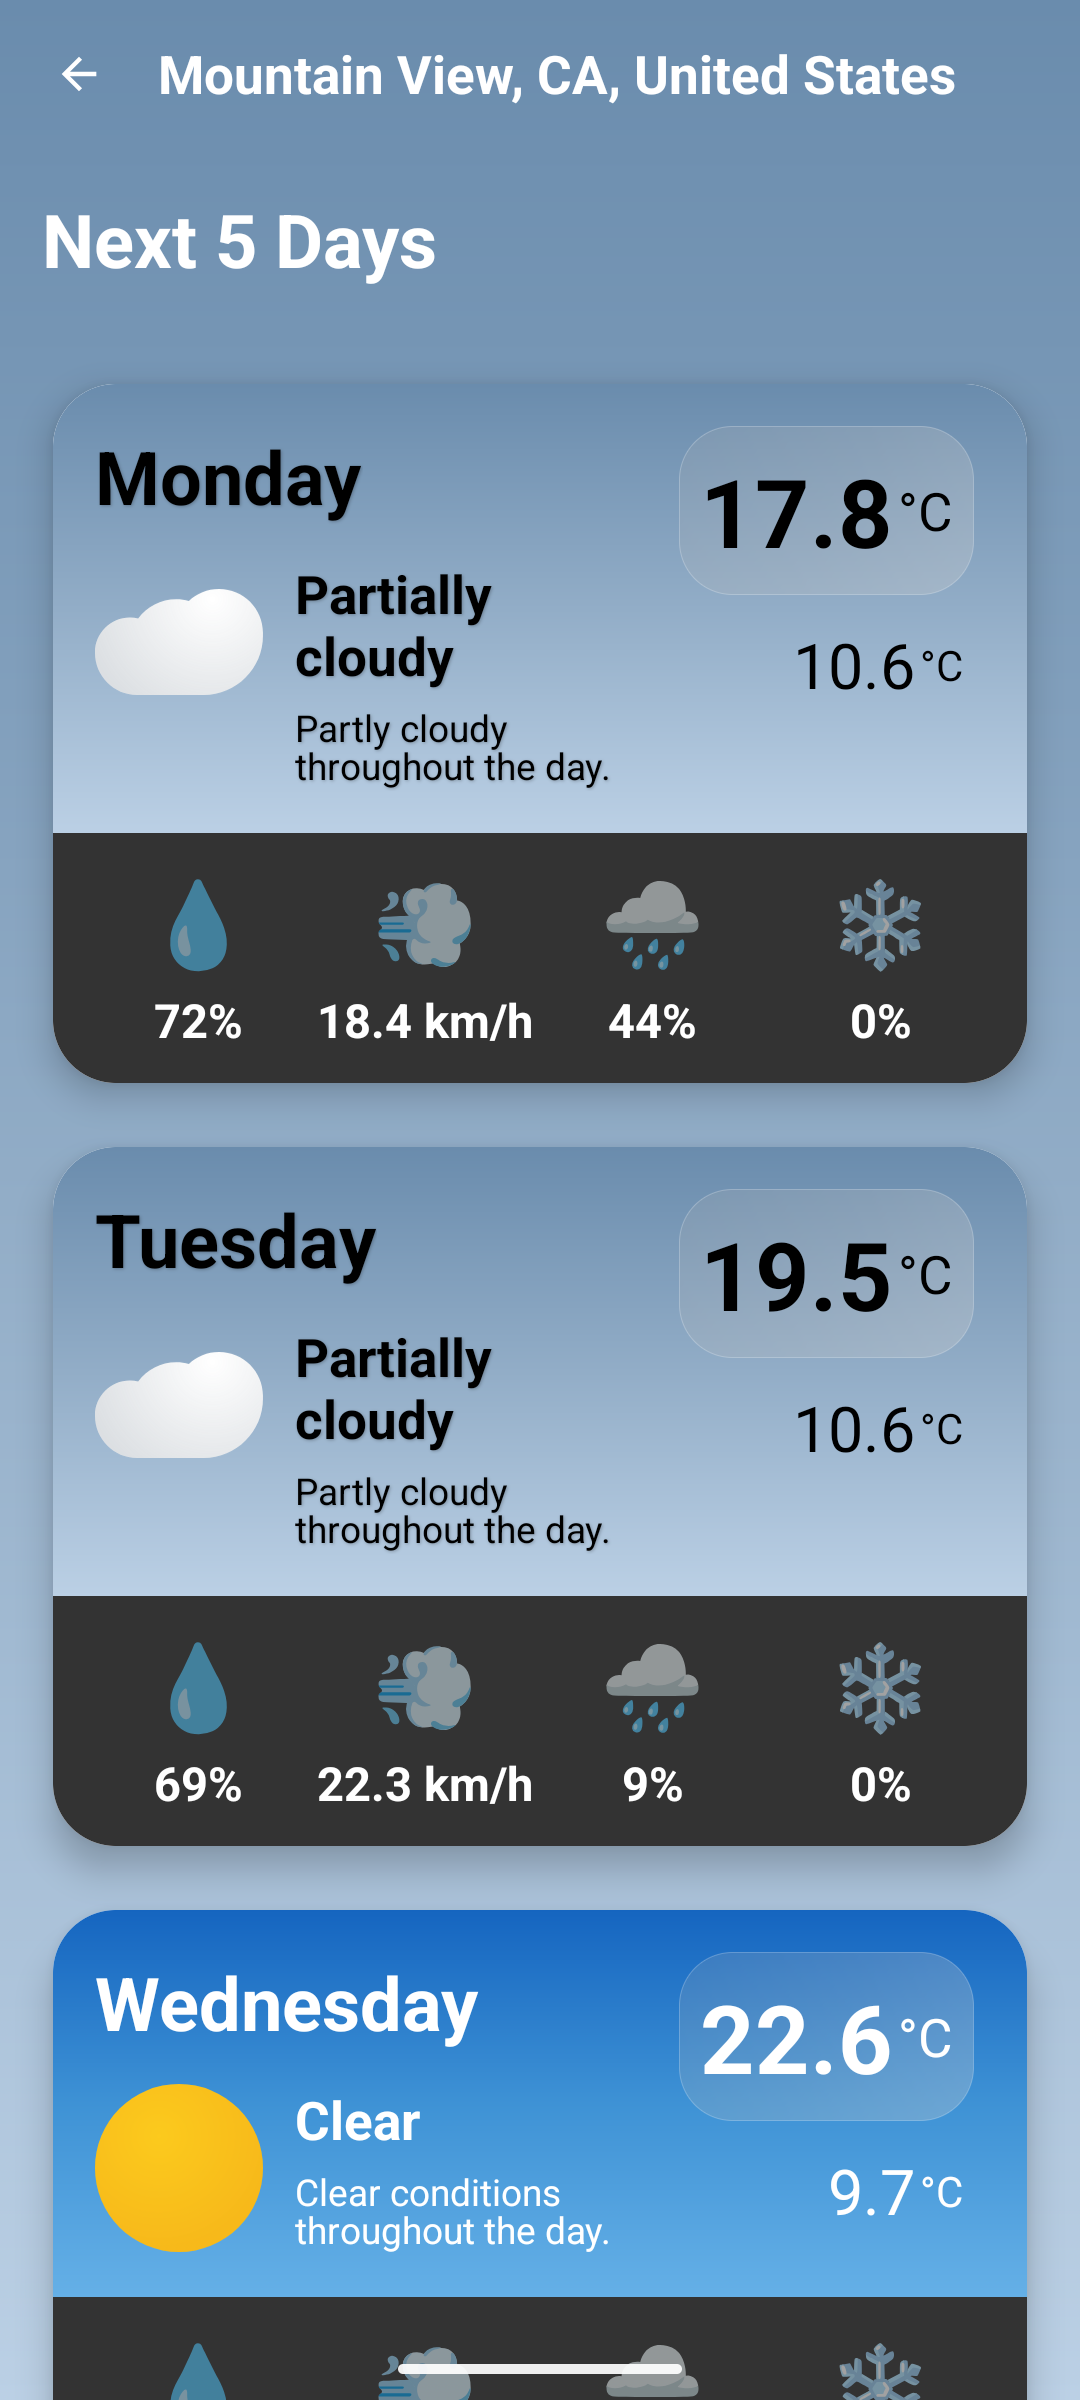 Mountain View, CA, United States
Next 5 Days
Monday
17.8 °C
Partially
cloudy
10.6 °C
Partly cloudy
throughout the day.
72% 18.4 km/h 44% 0%
Tuesday
19.5 °C
Partially
cloudy
10.6 °C
Partly cloudy
throughout the day.
69% 22.3 km/h 9% 0%
Wednesday
22.6 °C
Clear
9.7 °C
Clear conditions
throughout the day.